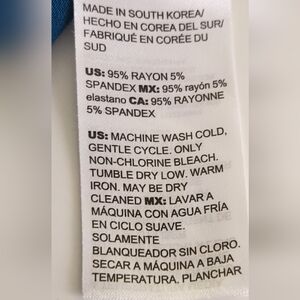 MADE IN SOUTH KOREA/
HECHO EN COREA DEL SUR/
FABRIQUÉ EN CORÉE DU
SUD
US: 95% RAYON 5%
SPANDEX MX: 95% rayón 5%
elastano CA: 95% RAYONNE
5% SPANDEX
US: MACHINE WASH COLD,
GENTLE CYCLE. ONLY
NON-CHLORINE BLEACH.
TUMBLE DRY LOW. WARM
IRON. MAY BE DRY
CLEANED MX: LAVAR A
MÁQUINA CON AGUA FRÍA
EN CICLO SUAVE.
SOLAMENTE
BLANQUEADOR SIN CLORO.
SECAR A MÁQUINA A BAJA
TEMPERATURA. PLANCHAR